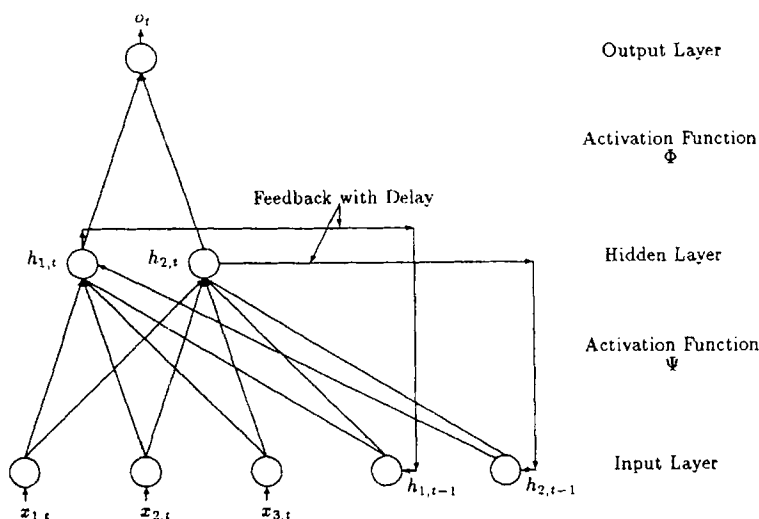 o_t
Output Layer
Activation Function
Φ
Feedback with Delay
h_{1,t}
h_{2,t}
Hidden Layer
Activation Function
Ψ
Input Layer
h_{1,t-1}
h_{2,t-1}
x_{1,t}
x_{2,t}
x_{3,t}